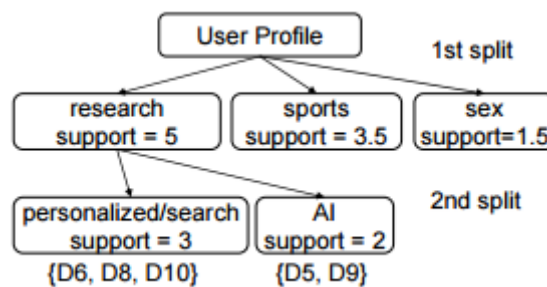 User Profile
1st split
research
support = 5
sports
support = 3.5
sex
support=1.5
2nd split
personalized/search
support = 3
AI
support = 2
{D6, D8, D10}
{D5, D9}